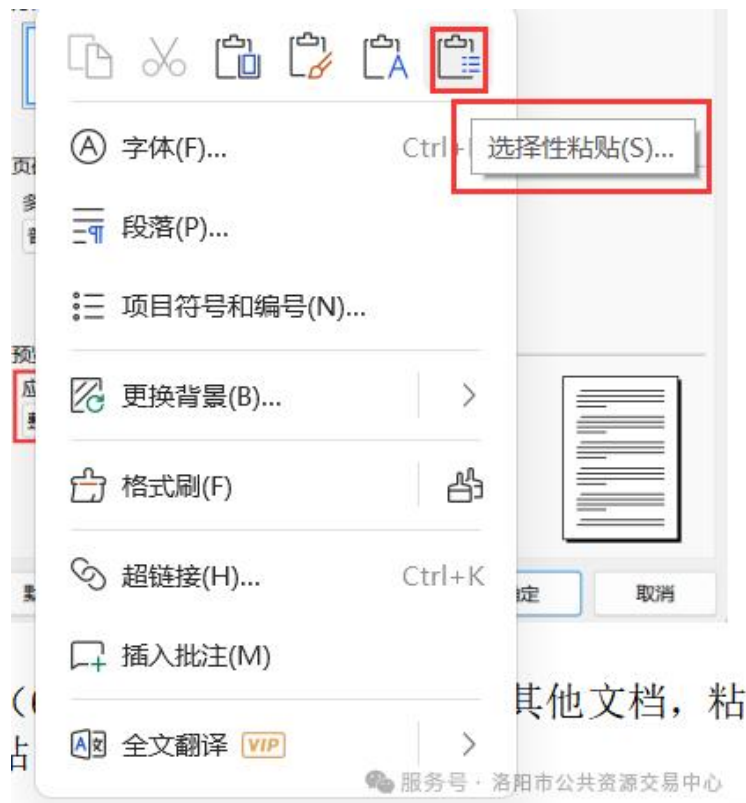 字体(F)...
选择性粘贴(S)...
段落(P)...
项目符号和编号(N)...
更换背景(B)...
格式刷(F)
超链接(H)... Ctrl+K
取消
插入批注(M)
其他文档，粘
全文翻译 VIP
服务号 · 洛阳市公共资源交易中心